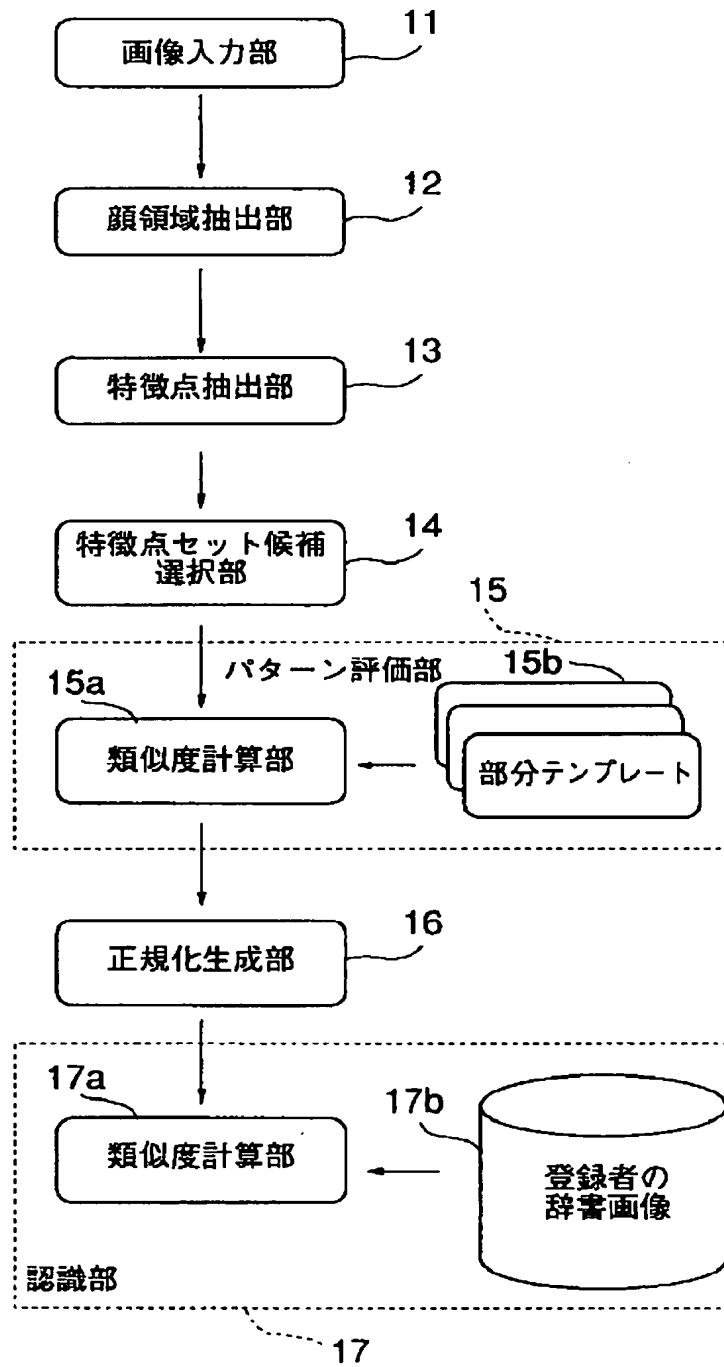 11
画像入力部
12
顔領域抽出部
13
特徴点抽出部
14
特徴点セット候補
選択部
15
パターン評価部
15b
15a
類似度計算部
部分テンプレート
16
正規化生成部
17a
17b
類似度計算部
登録者の
辞書画像
認識部
17